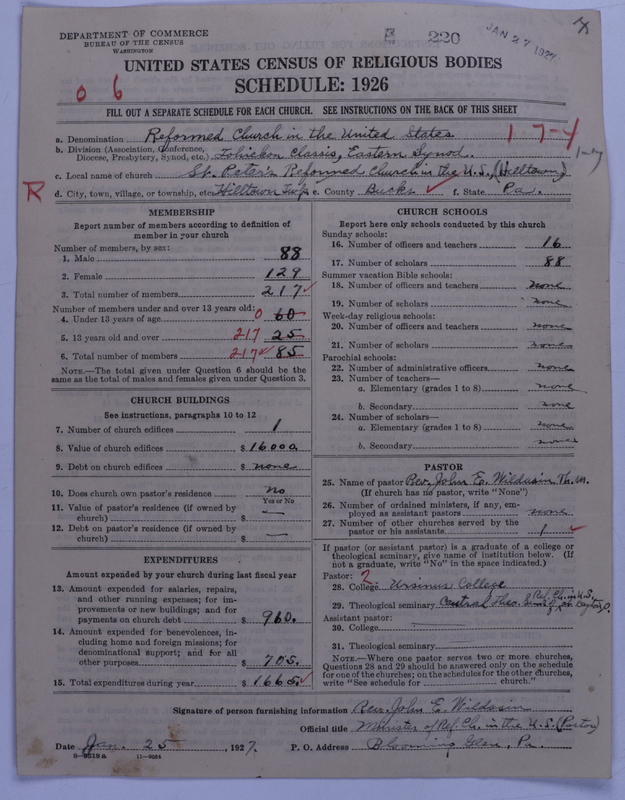 DEPARTMENT OF COMMERCE
BUREAU OF THE CENSUS
WASHINGTON
220
JAN 27 1927
UNITED STATES CENSUS OF RELIGIOUS BODIES
SCHEDULE: 1926
0 6
FILL OUT A SEPARATE SCHEDULE FOR EACH CHURCH. SEE INSTRUCTIONS ON THE BACK OF THIS SHEET
a. Denomination Reformed Church in the United States
1-7-4
b. Division (Association, Conference, Diocese, Presbytery, Synod, etc.) Tohickon Classis, Eastern Synod.
c. Local name of church St. Peter's Reformed Church in the U.S. (Hilltown)
R
d. City, town, village, or township, etc. Hilltown Twp. e. County Bucks f. State Pa.
MEMBERSHIP
Report number of members according to definition of member in your church
Number of members, by sex:
1. Male 88
2. Female 129
3. Total number of members 217
Number of members under and over 13 years old:
4. Under 13 years of age 0 60
5. 13 years old and over 217 25
6. Total number of members 217 85
NOTE.—The total given under Question 6 should be the same as the total of males and females given under Question 3.
CHURCH BUILDINGS
See instructions, paragraphs 10 to 12
7. Number of church edifices 1
8. Value of church edifices $ 16000.
9. Debt on church edifices $ none
10. Does church own pastor's residence no
Yes or No
11. Value of pastor's residence (if owned by church) $ —
12. Debt on pastor's residence (if owned by church) $ —
EXPENDITURES
Amount expended by your church during last fiscal year
13. Amount expended for salaries, repairs, and other running expenses; for improvements or new buildings; and for payments on church debt $ 960.
14. Amount expended for benevolences, including home and foreign missions; for denominational support; and for all other purposes $ 705.
15. Total expenditures during year $ 1665.
CHURCH SCHOOLS
Report here only schools conducted by this church
Sunday schools:
16. Number of officers and teachers 16
17. Number of scholars 88
Summer vacation Bible schools:
18. Number of officers and teachers none
19. Number of scholars none
Week-day religious schools:
20. Number of officers and teachers none
21. Number of scholars none
Parochial schools:
22. Number of administrative officers none
23. Number of teachers—
a. Elementary (grades 1 to 8) none
b. Secondary none
24. Number of scholars—
a. Elementary (grades 1 to 8) none
b. Secondary none
PASTOR
25. Name of pastor Rev. John E. Wildasin, Th.M.
(If church has no pastor, write "None")
26. Number of ordained ministers, if any, employed as assistant pastors none
27. Number of other churches served by the pastor or his assistants 1
If pastor (or assistant pastor) is a graduate of a college or theological seminary, give name of institution below. (If not a graduate, write "No" in the space indicated.)
Pastor: 2
28. College Ursinus College
29. Theological seminary Central Theo. Sem. of Ref. Ch. in U.S. Dayton, O.
Assistant pastor:
30. College
31. Theological seminary
NOTE.—Where one pastor serves two or more churches, Questions 28 and 29 should be answered only on the schedule for one of the churches; on the schedules for the other churches, write "See schedule for church."
Signature of person furnishing information Rev. John E. Wildasin
Official title Minister of Ref. Ch. in the U.S. (Pastor)
Date Jan. 25, 1927. P. O. Address Blooming Glen, Pa.
8—9519a 11—9024